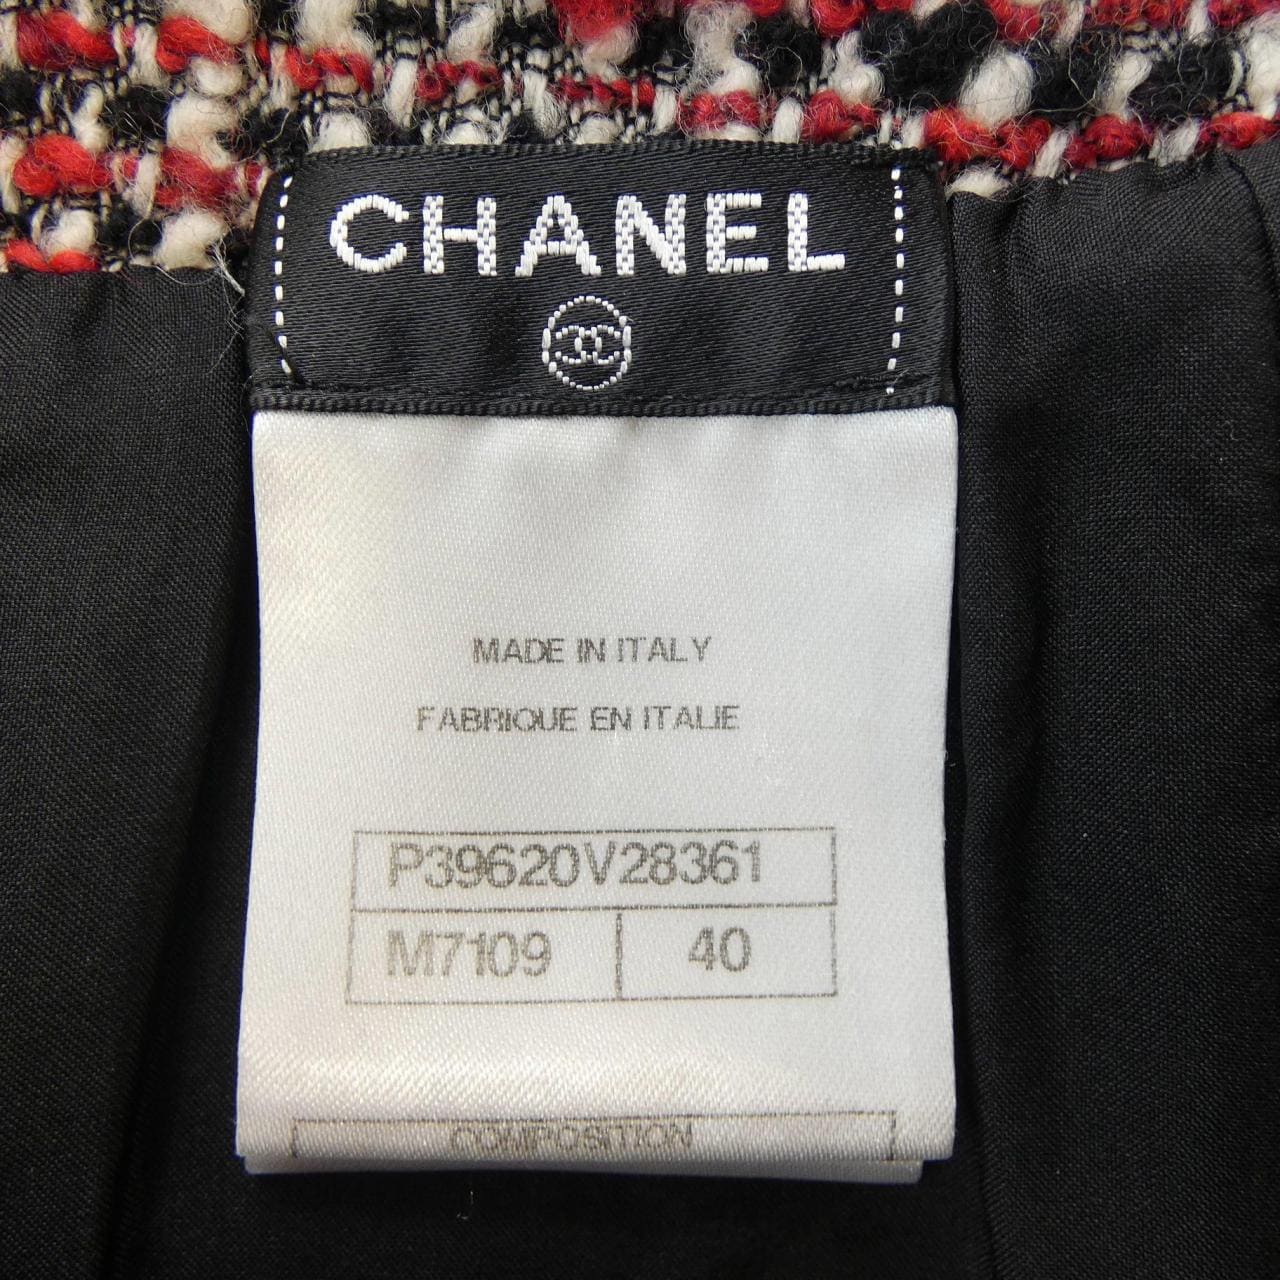 CHANEL
MADE IN ITALY
FABRIQUE EN ITALIE
P39620V28361
M7109 40
COMPOSITION